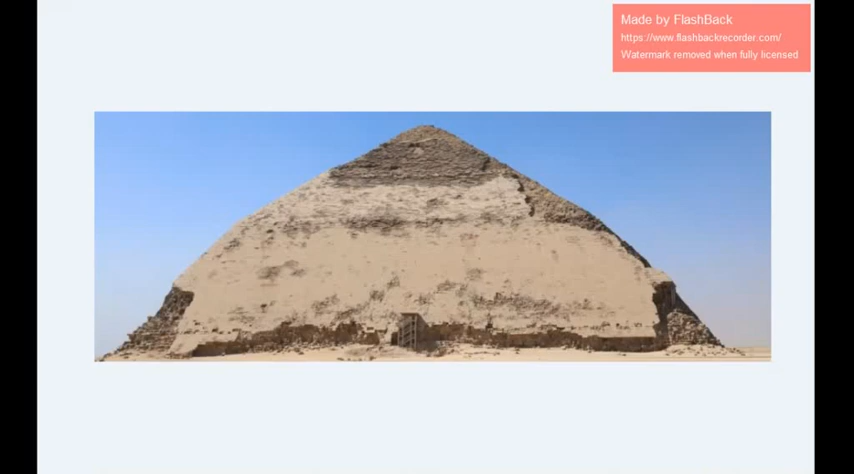 Made by FlashBack
https://www.flashbackrecorder.com/
Watermark removed when fully licensed